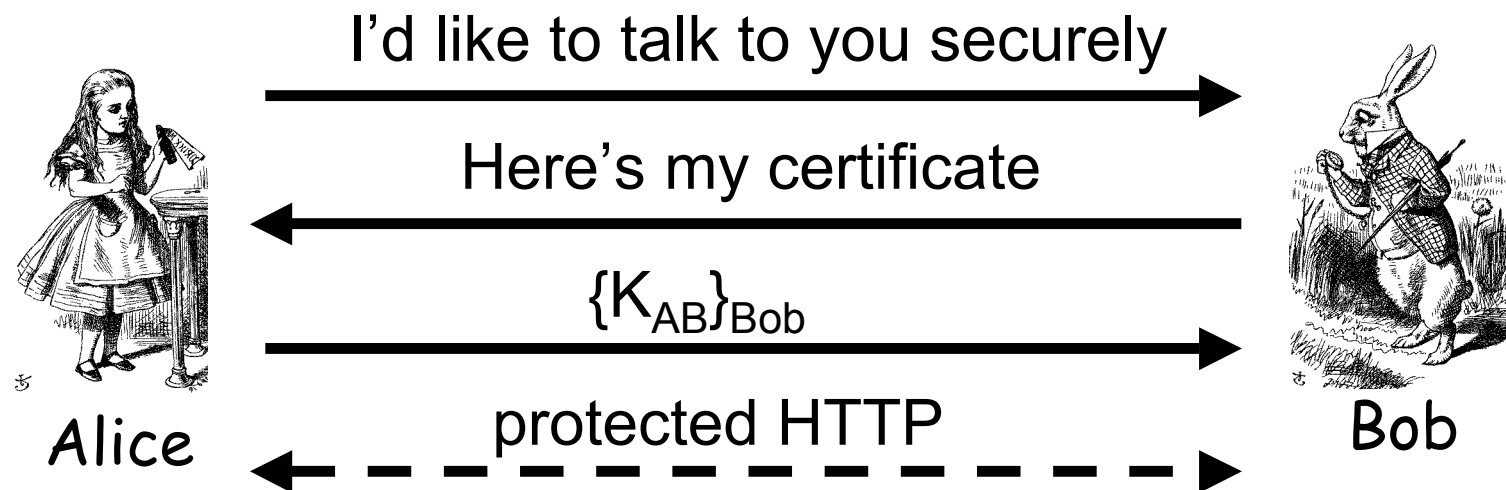 I’d like to talk to you securely
Here’s my certificate
{K_AB}_Bob
protected HTTP
Alice
Bob